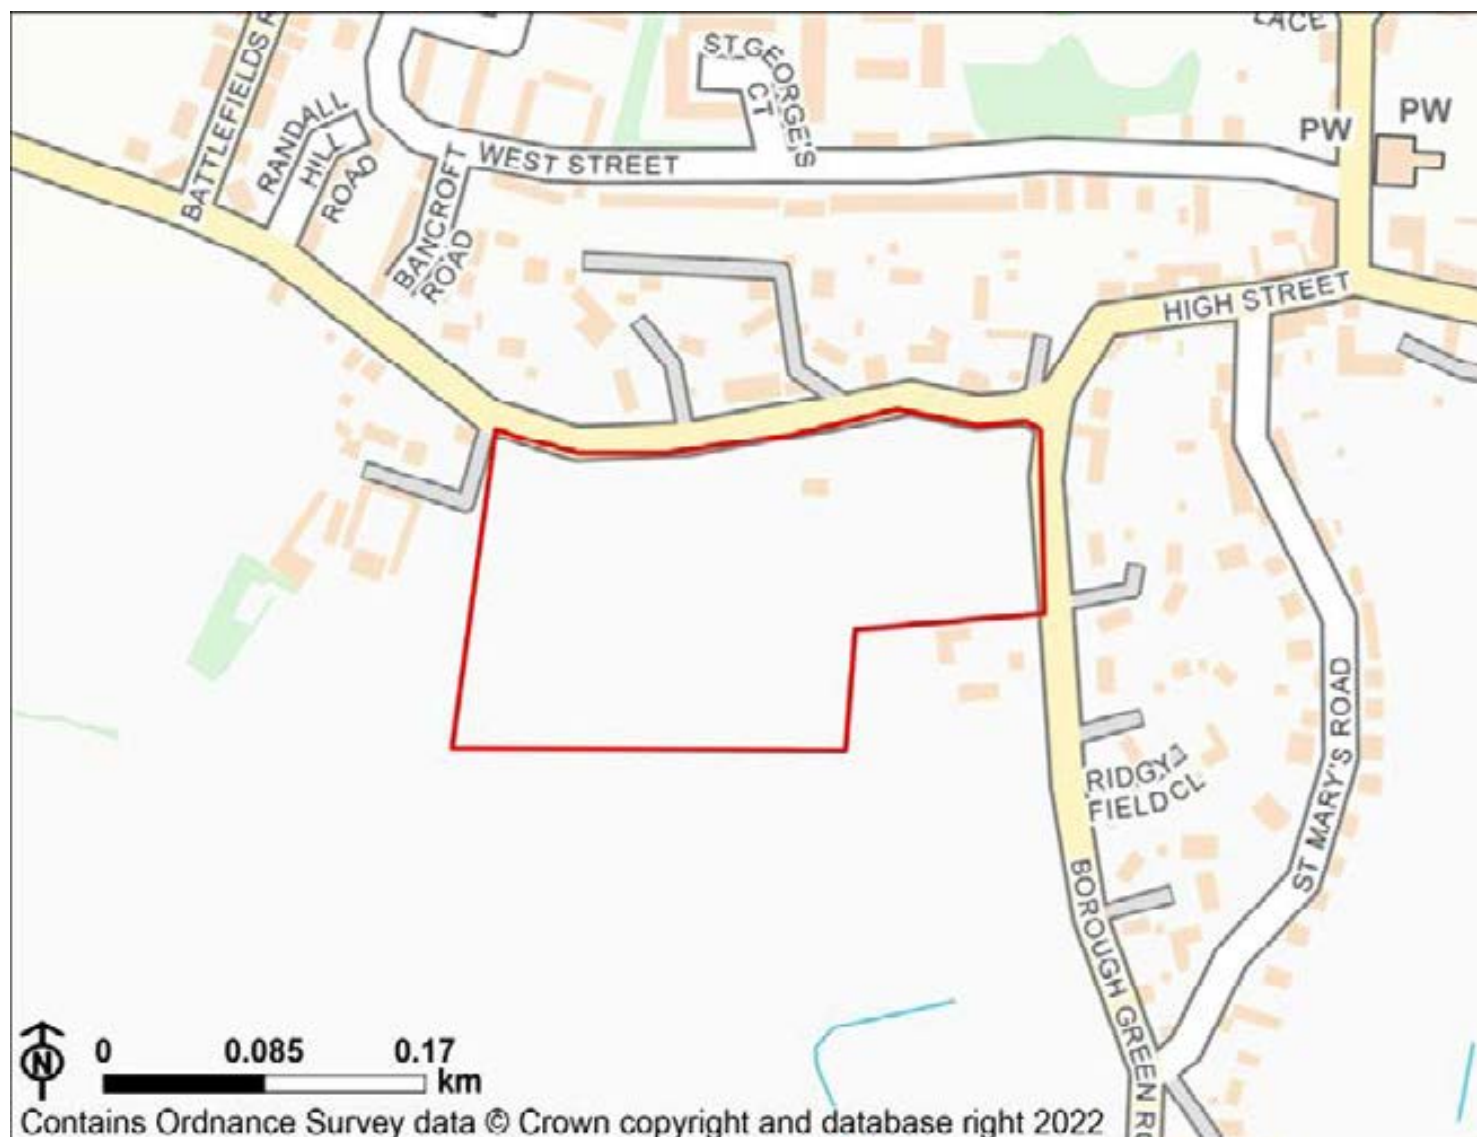 LACE
ST GEORGE'S
CT
BATTLEFIELDS R
RANDALL
HILL
ROAD
PW
PW
WEST STREET
BANCROFT
ROAD
HIGH STREET
ST MARY'S ROAD
RIDGY
FIELD CL
BOROUGH GREEN RO
N
0 0.085 0.17
km
Contains Ordnance Survey data © Crown copyright and database right 2022